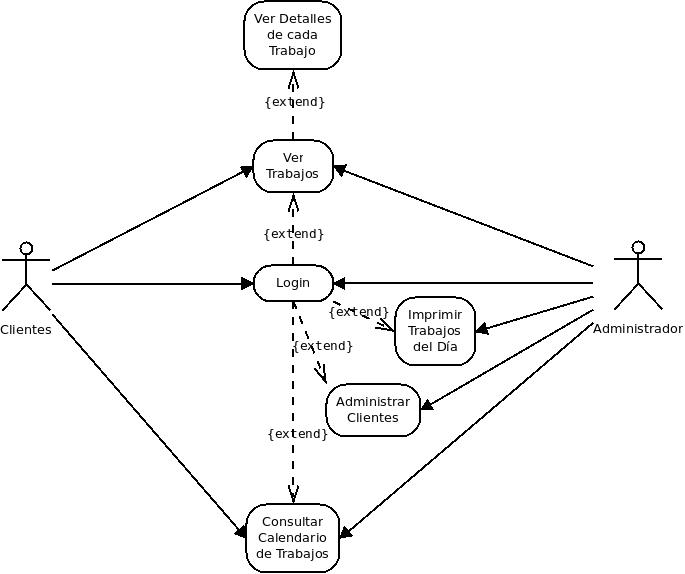 Ver Detalles
de cada
Trabajo
{extend}
Ver
Trabajos
{extend}
Login
{extend}
Imprimir
Trabajos
del Día
Clientes
Administrador
{extend}
Administrar
Clientes
{extend}
Consultar
Calendario
de Trabajos